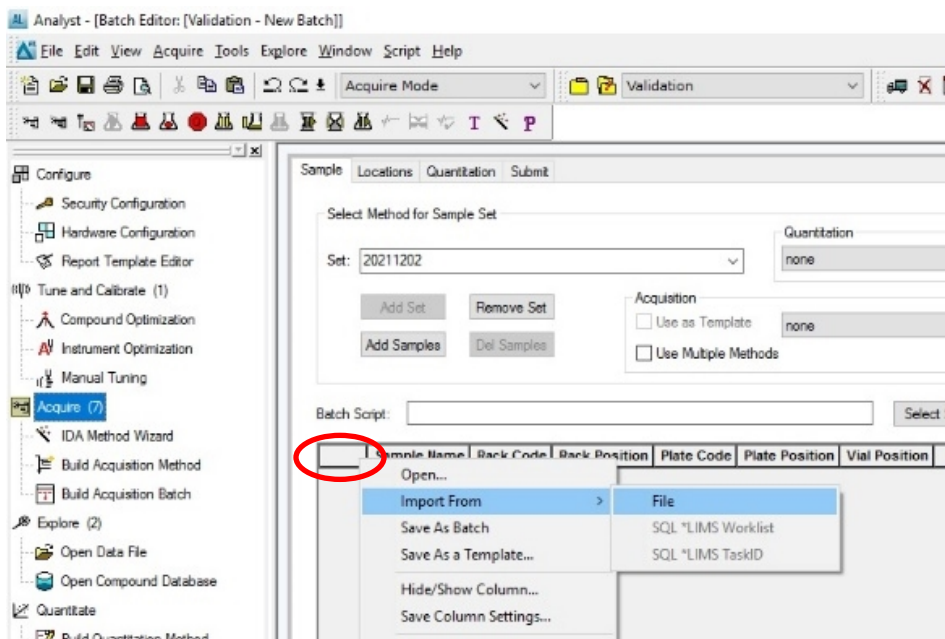 Analyst - [Batch Editor: [Validation - New Batch]]
File Edit View Acquire Tools Explore Window Script Help
Acquire Mode Validation
T P
Configure
Security Configuration
Hardware Configuration
Report Template Editor
Tune and Calibrate (1)
Compound Optimization
Instrument Optimization
Manual Tuning
Acquire (7)
IDA Method Wizard
Build Acquisition Method
Build Acquisition Batch
Explore (2)
Open Data File
Open Compound Database
Quantitate
Build Quantitation Method
Sample Locations Quantitation Submit
Select Method for Sample Set
Set: 20211202
Quantitation
none
Add Set Remove Set
Add Samples Del Samples
Acquisition
Use as Template none
Use Multiple Methods
Batch Script: Select
Sample Name Rack Code Rack Position Plate Code Plate Position Vial Position
Open...
Import From > File
Save As Batch SQL *LIMS Worklist
Save As a Template... SQL *LIMS TaskID
Hide/Show Column...
Save Column Settings...